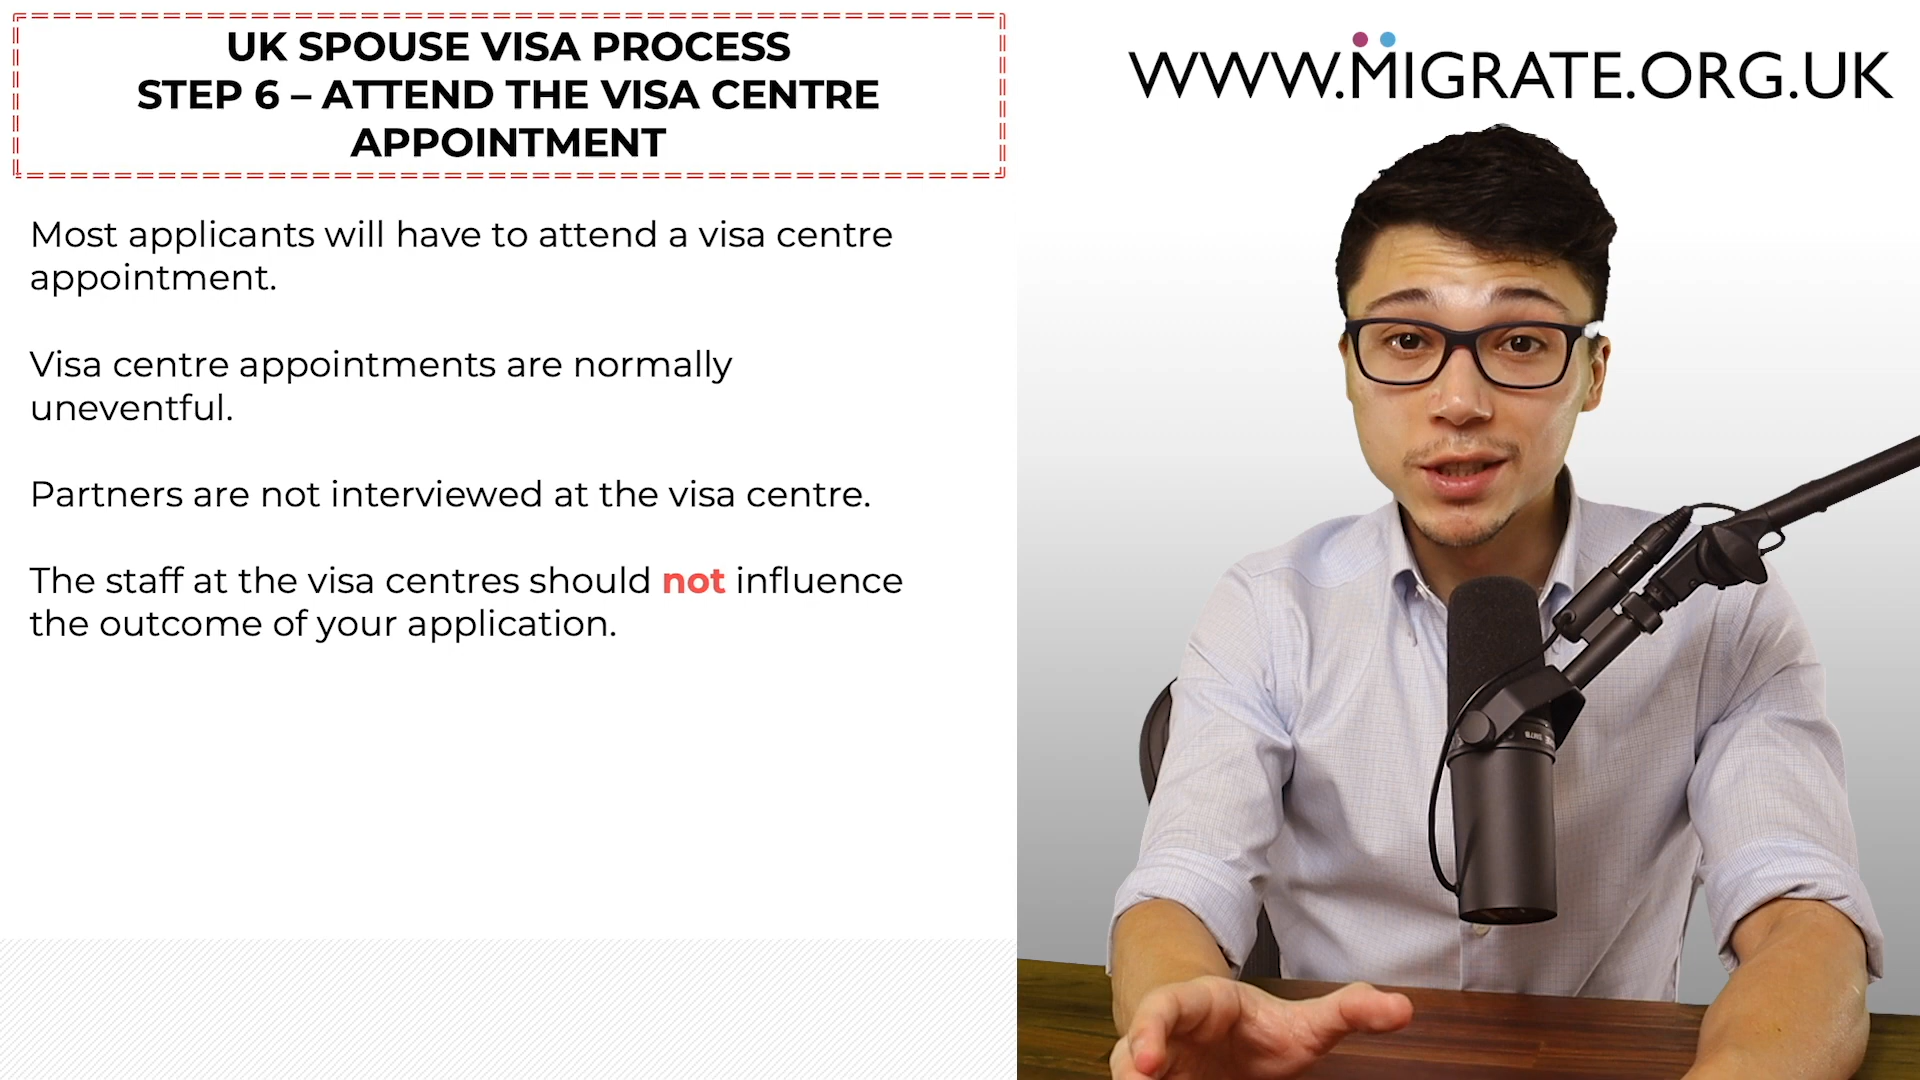 UK SPOUSE VISA PROCESS
STEP 6 – ATTEND THE VISA CENTRE
APPOINTMENT
WWW.MIGRATE.ORG.UK
Most applicants will have to attend a visa centre
appointment.
Visa centre appointments are normally
uneventful.
Partners are not interviewed at the visa centre.
The staff at the visa centres should not influence
the outcome of your application.